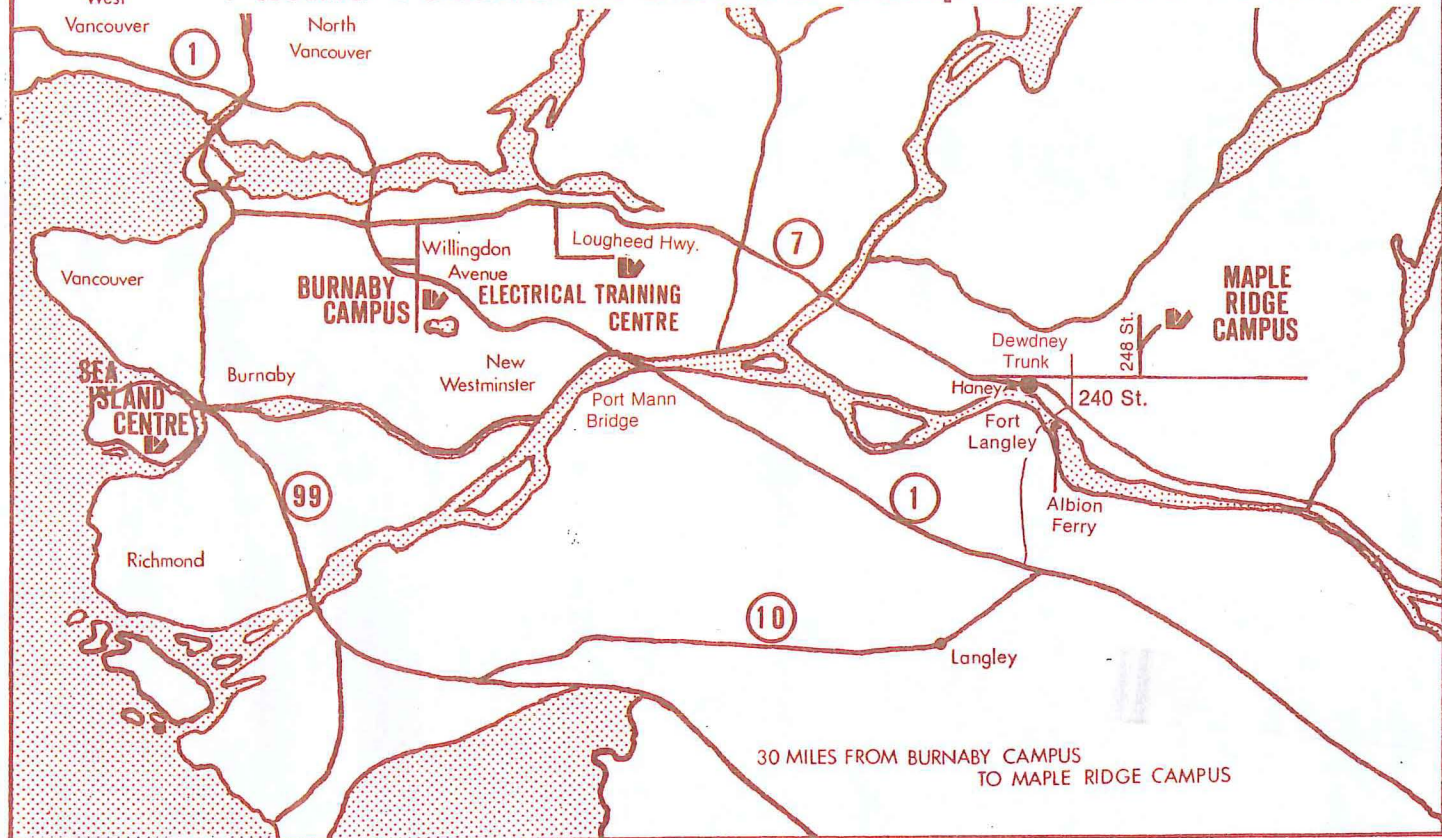 West
Vancouver
North
Vancouver
1
7
Willingdon
Avenue
Lougheed Hwy.
Vancouver
BURNABY
CAMPUS
ELECTRICAL TRAINING
CENTRE
MAPLE
RIDGE
CAMPUS
248 St.
Dewdney
Trunk
SEA
ISLAND
CENTRE
Burnaby
New
Westminster
Port Mann
Bridge
Haney
240 St.
Fort
Langley
99
1
Albion
Ferry
Richmond
10
Langley
30 MILES FROM BURNABY CAMPUS
TO MAPLE RIDGE CAMPUS